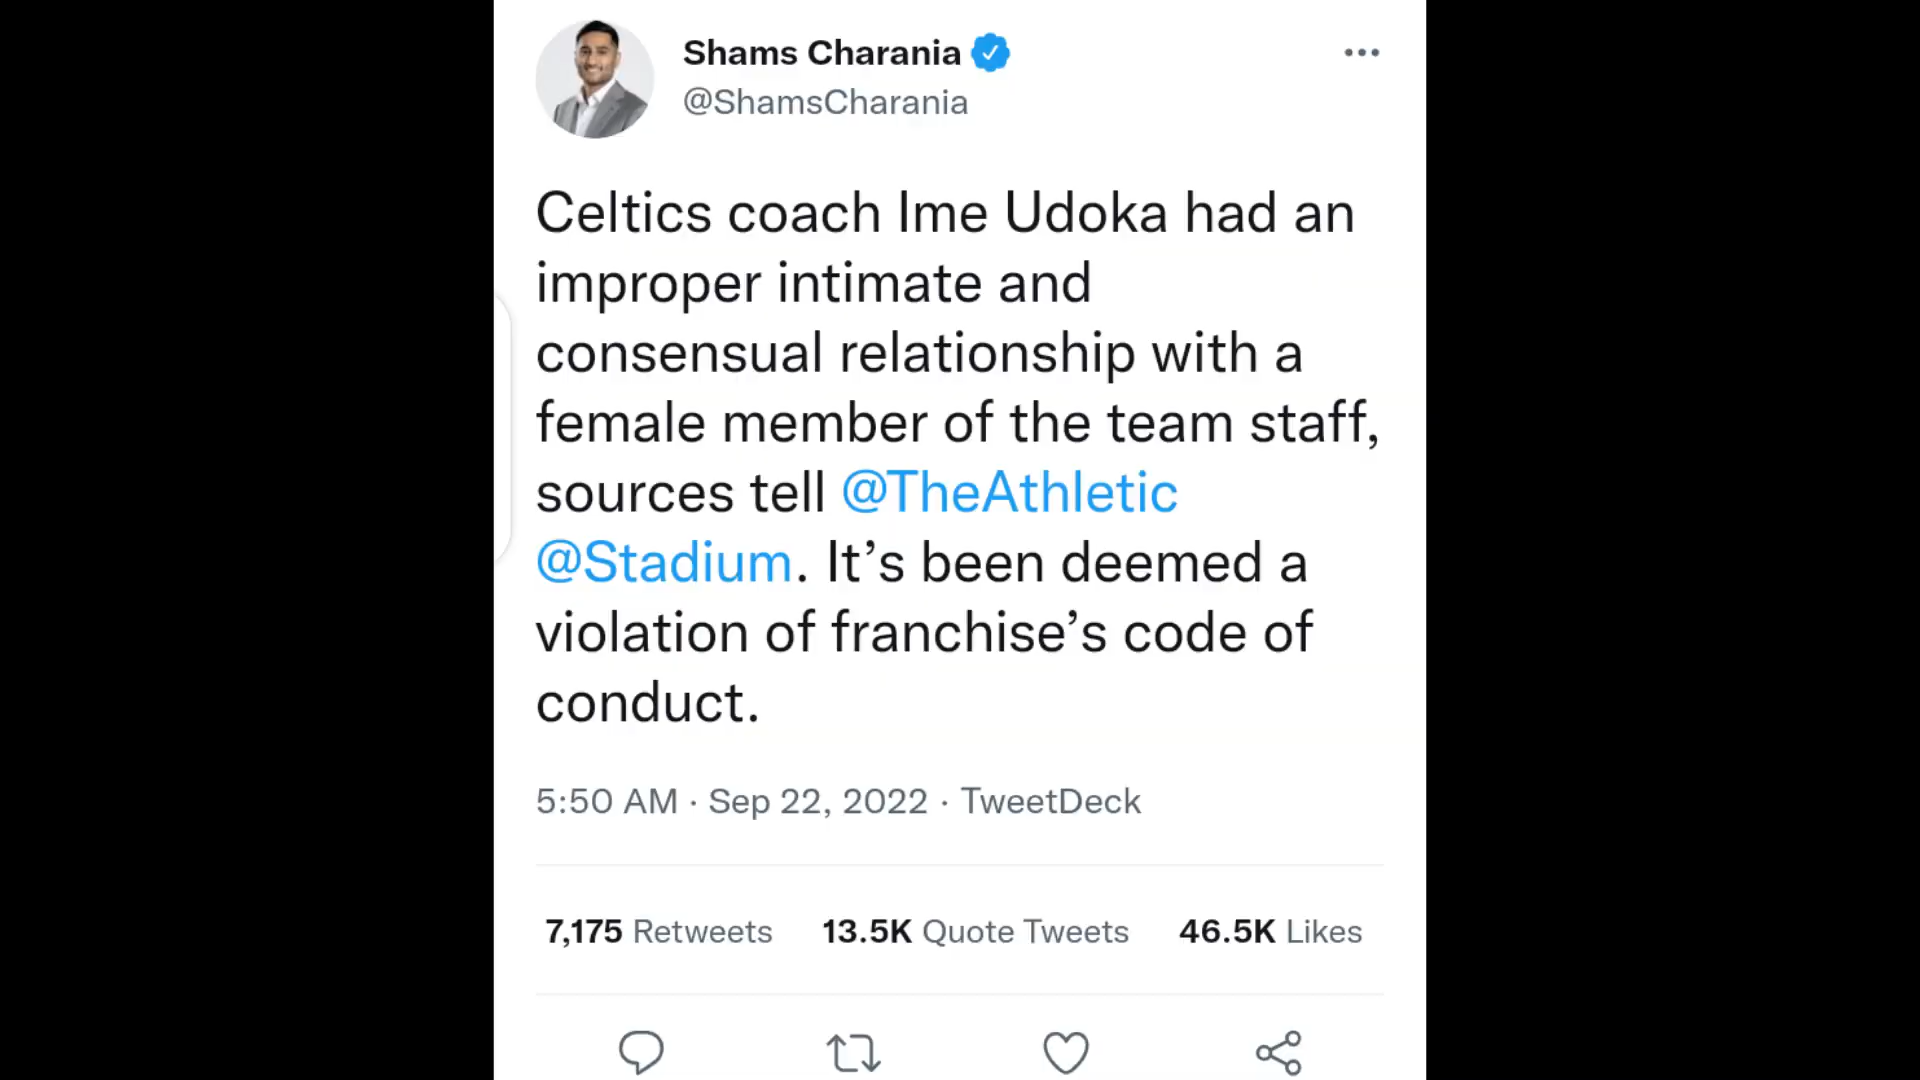 Shams Charania
@ShamsCharania
Celtics coach Ime Udoka had an
improper intimate and
consensual relationship with a
female member of the team staff,
sources tell @TheAthletic
@Stadium. It’s been deemed a
violation of franchise’s code of
conduct.
5:50 AM · Sep 22, 2022 · TweetDeck
7,175 Retweets 13.5K Quote Tweets 46.5K Likes